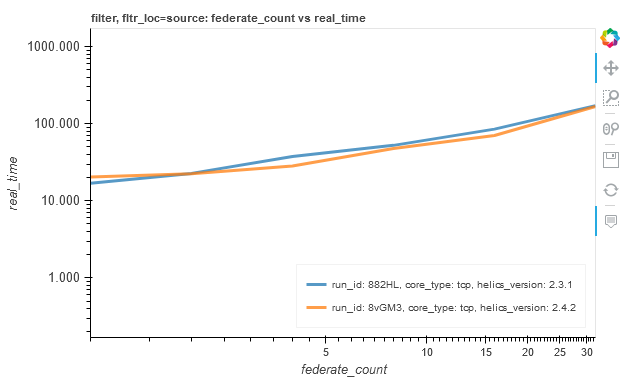 filter, fltr_loc=source: federate_count vs real_time
1000.000
100.000
10.000
1.000
real_time
5
10
15
20
25
30
federate_count
run_id: 882HL, core_type: tcp, helics_version: 2.3.1
run_id: 8vGM3, core_type: tcp, helics_version: 2.4.2